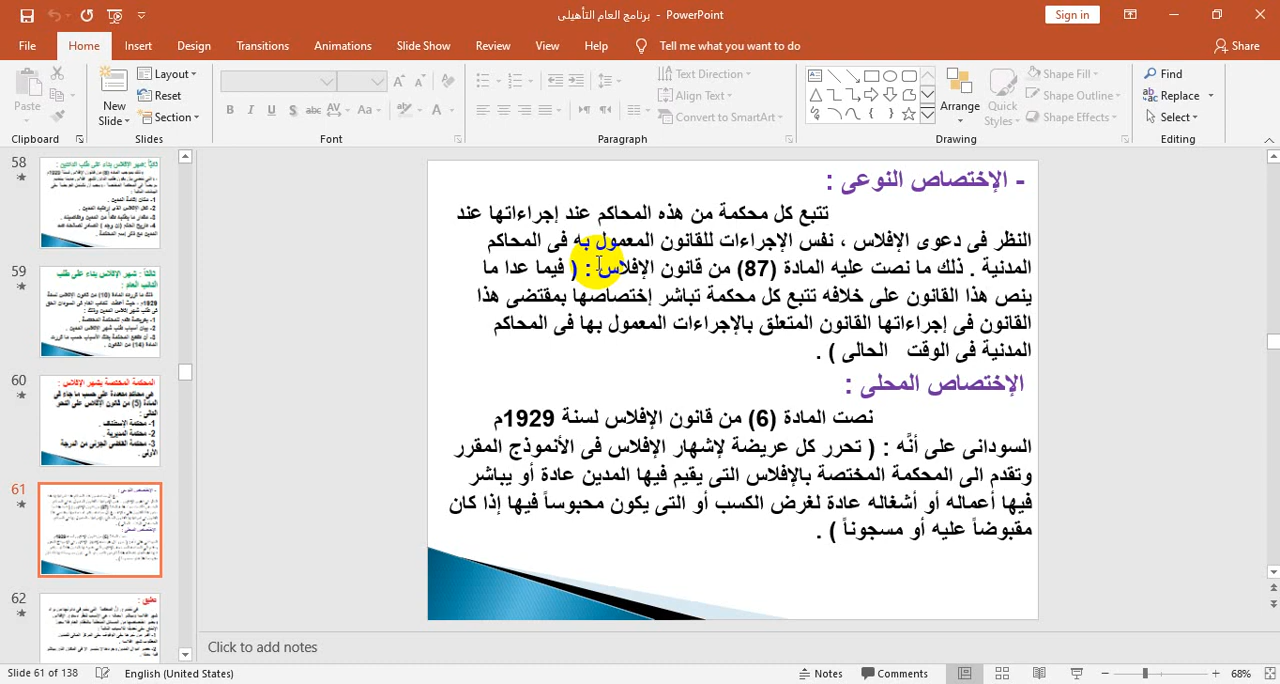 برنامج العام التأهيلى - PowerPoint
Sign in
File Home Insert Design Transitions Animations Slide Show Review View Help Tell me what you want to do Share
Paste
New Slide
Layout
Reset
Section
B I U S abc AV Aa A
Text Direction
Align Text
Convert to SmartArt
Arrange
Quick Styles
Shape Fill
Shape Outline
Shape Effects
Find
Replace
Select
Clipboard Slides Font Paragraph Drawing Editing
58
59
60
61
62
- الإختصاص النوعى :
تتبع كل محكمة من هذه المحاكم عند إجراءاتها عند
النظر فى دعوى الإفلاس ، نفس الإجراءات للقانون المعمول به فى المحاكم
المدنية . ذلك ما نصت عليه المادة (87) من قانون الإفلاس : ( فيما عدا ما
ينص هذا القانون على خلافه تتبع كل محكمة تباشر إختصاصها بمقتضى هذا
القانون فى إجراءاتها القانون المتعلق بالإجراءات المعمول بها فى المحاكم
المدنية فى الوقت الحالى ) .
الإختصاص المحلى :
نصت المادة (6) من قانون الإفلاس لسنة 1929م
السودانى على أنَّه : ( تحرر كل عريضة لإشهار الإفلاس فى الأنموذج المقرر
وتقدم الى المحكمة المختصة بالإفلاس التى يقيم فيها المدين عادة أو يباشر
فيها أعماله أو أشغاله عادة لغرض الكسب أو التى يكون محبوساً فيها إذا كان
مقبوضاً عليه أو مسجوناً ) .
Click to add notes
Slide 61 of 138 English (United States) Notes Comments 68%